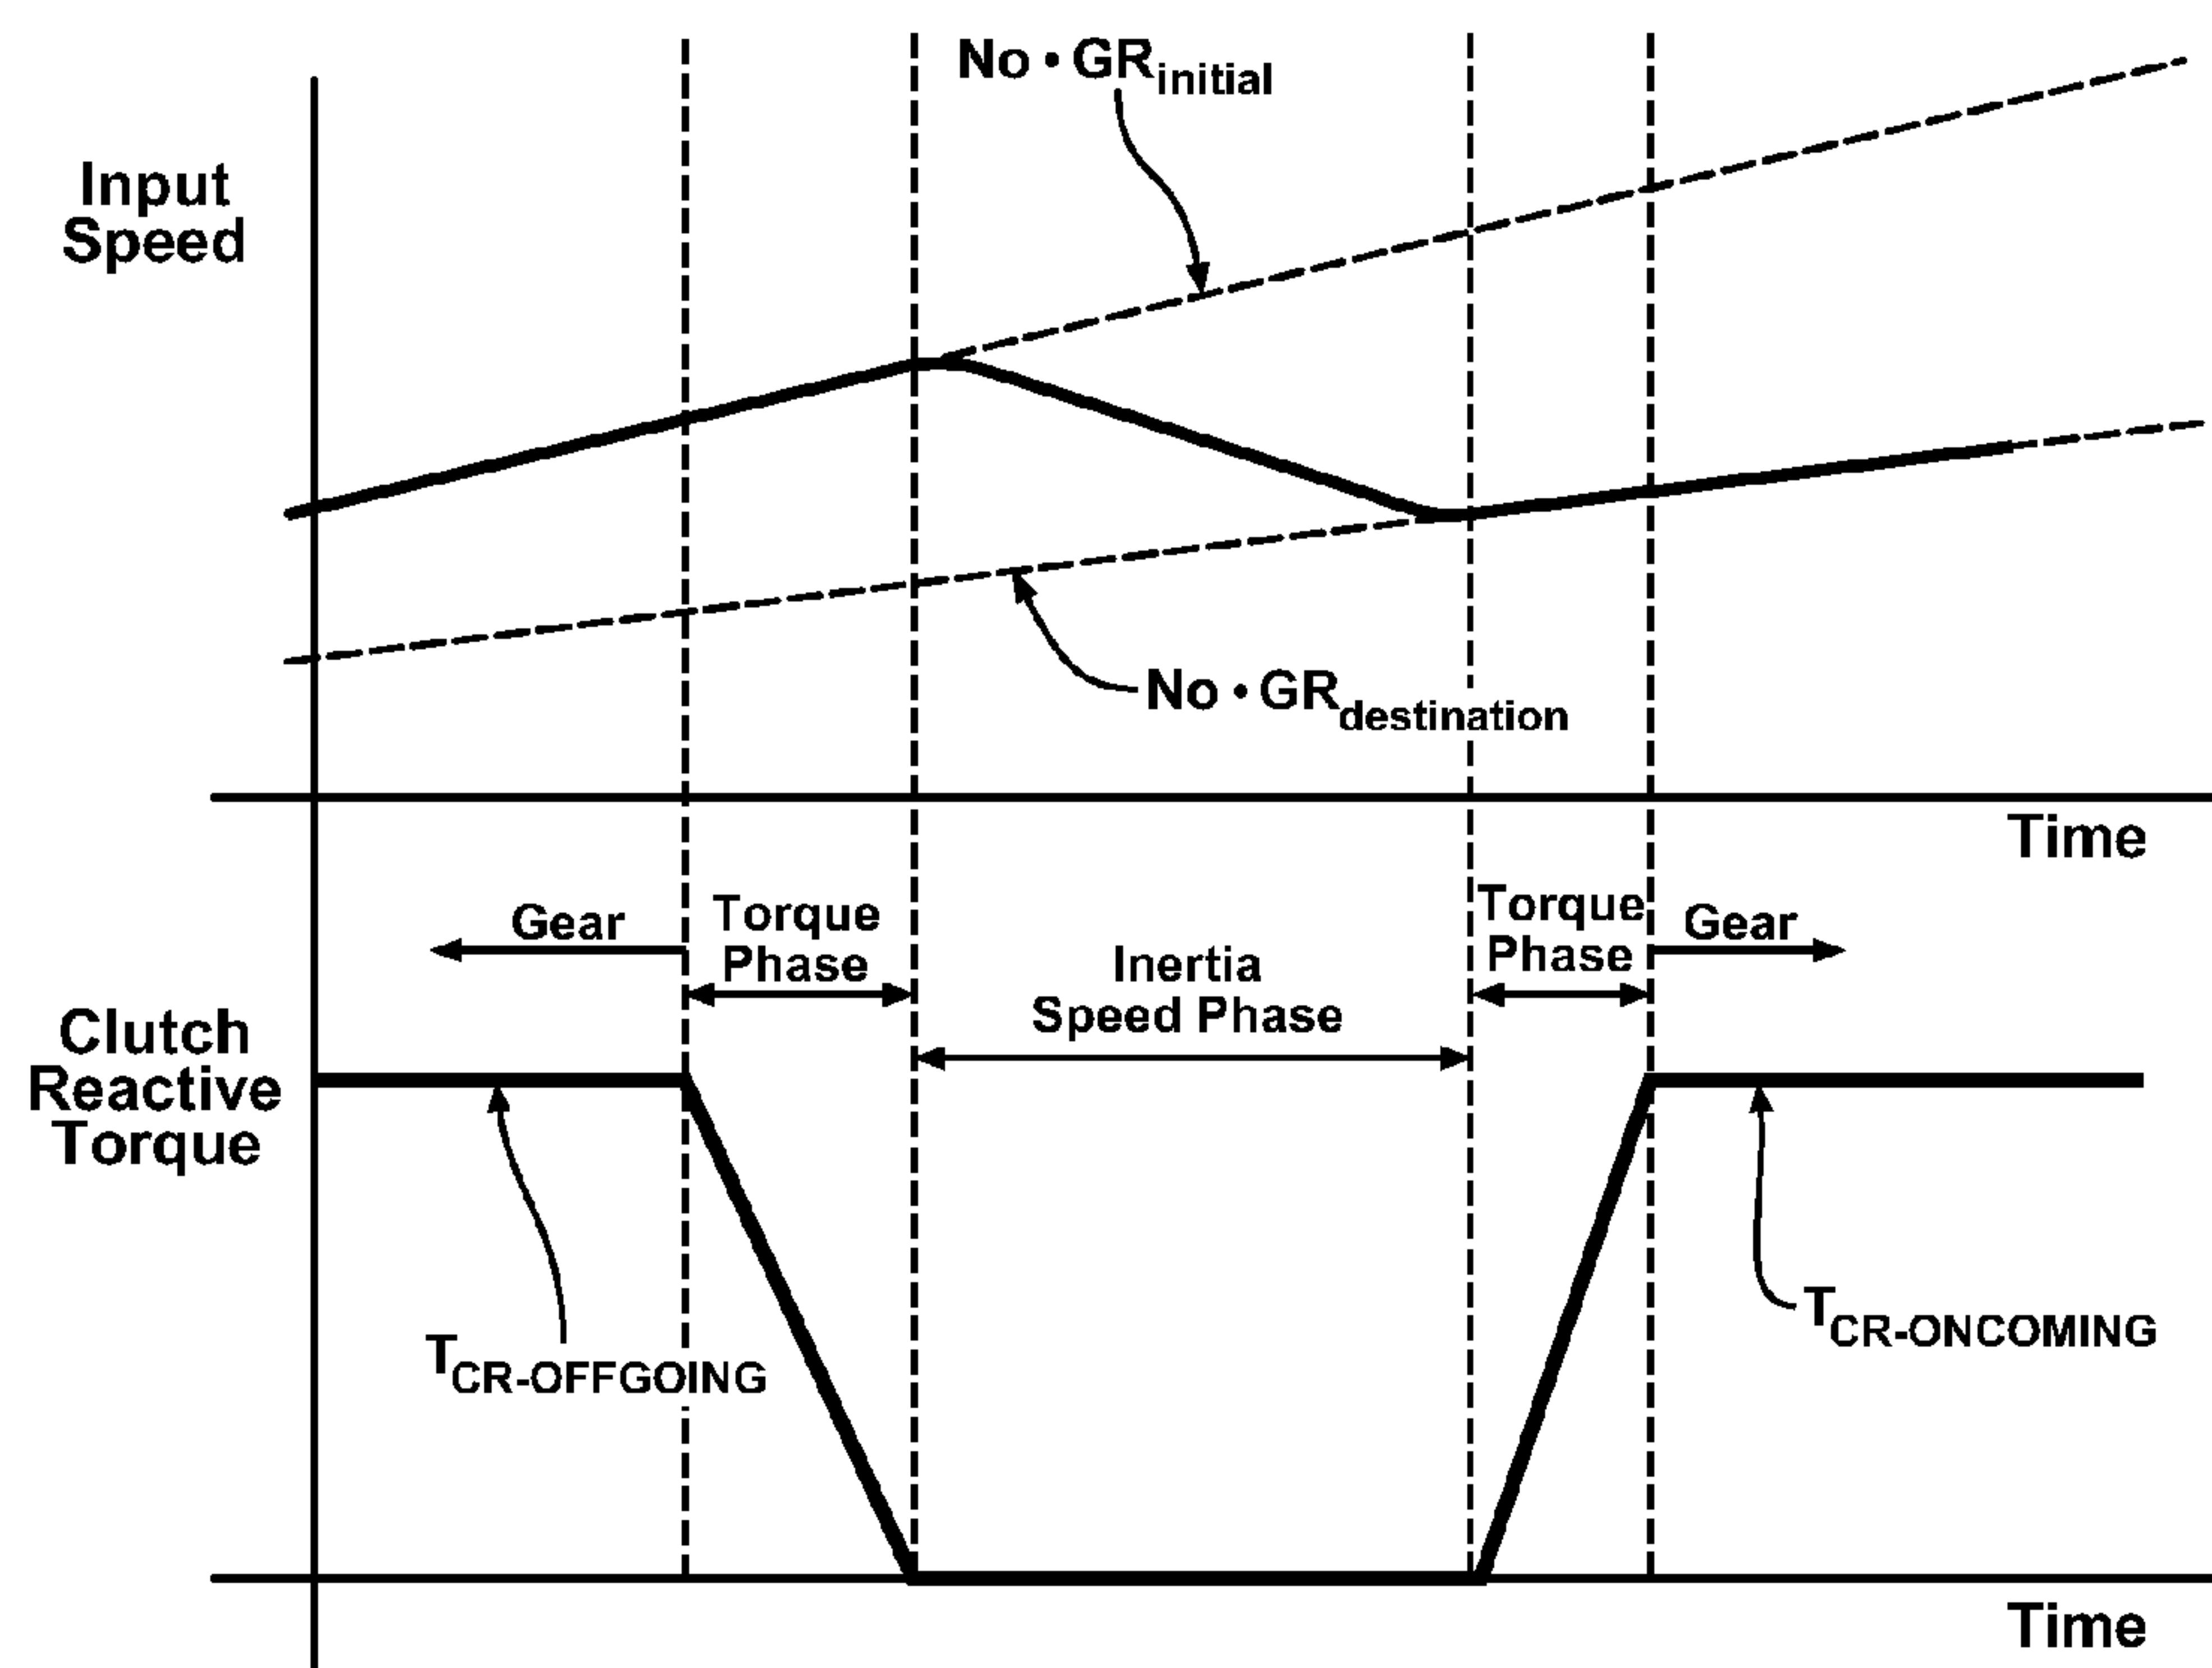 No • GRinitial
Input
Speed
No • GRdestination
Time
Gear
Torque
Phase
Inertia
Speed Phase
Torque
Phase
Gear
Clutch
Reactive
Torque
TCR-OFFGOING
TCR-ONCOMING
Time